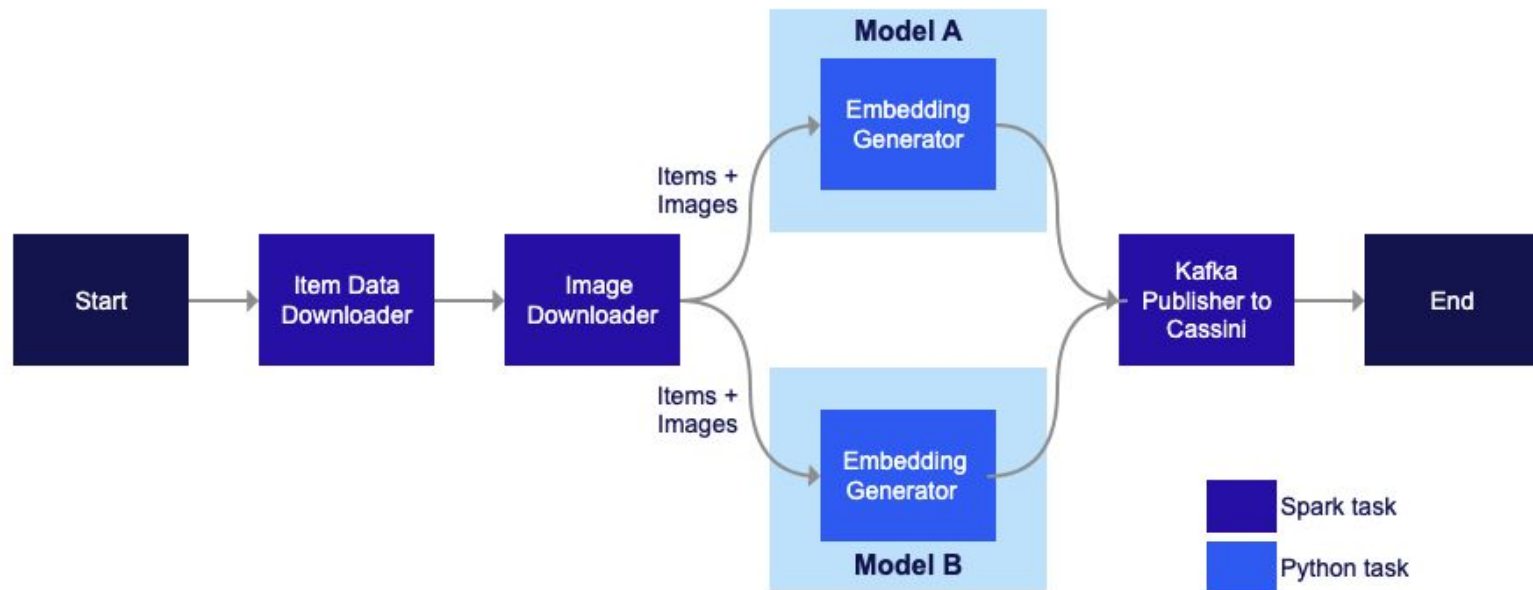 Model A
Embedding
Generator
Items +
Images
Start
Item Data
Downloader
Image
Downloader
Kafka
Publisher to
Cassini
End
Items +
Images
Embedding
Generator
Model B
Spark task
Python task